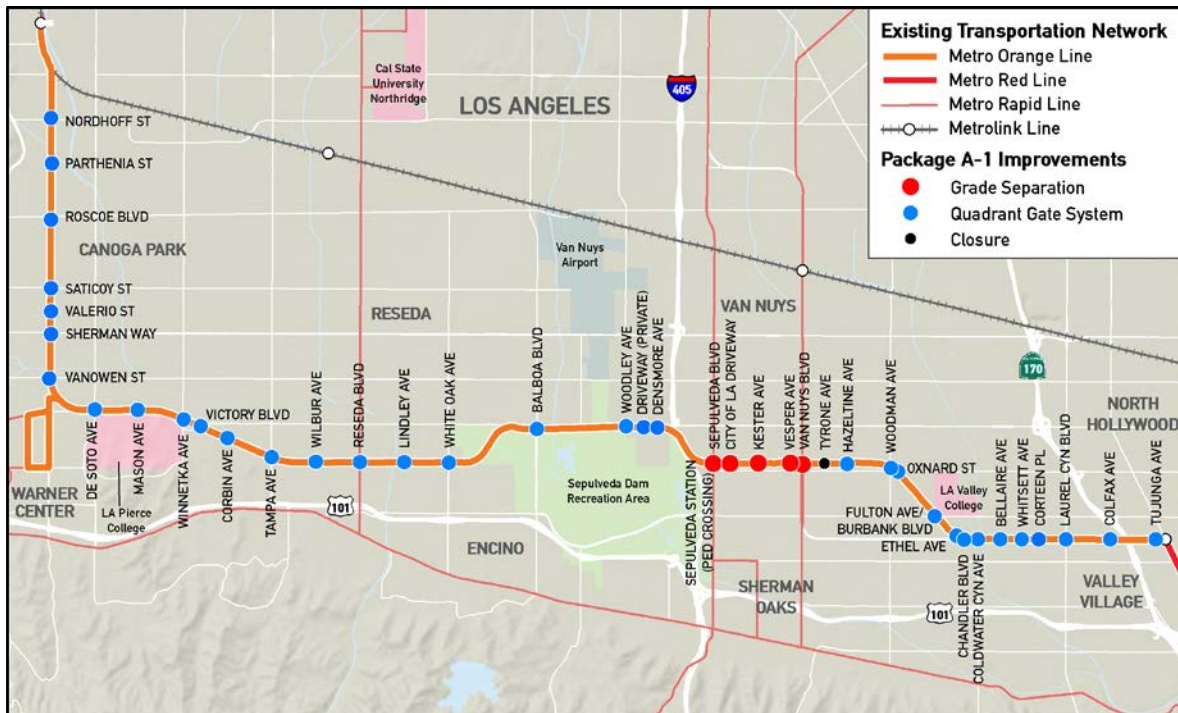 Existing Transportation Network
Metro Orange Line
Metro Red Line
Metro Rapid Line
Metrolink Line
Package A-1 Improvements
Grade Separation
Quadrant Gate System
Closure
Cal State
University
Northridge
LOS ANGELES
405
NORDHOFF ST
PARTHENIA ST
ROSCOE BLVD
CANOGA PARK
SATICOY ST
VALERIO ST
SHERMAN WAY
VANOWEN ST
Van Nuys
Airport
RESEDA
VAN NUYS
170
NORTH
HOLLYWOOD
WARNER
CENTER
DE SOTO AVE
MASON AVE
LA Pierce
College
WINNETKA AVE
VICTORY BLVD
CORBIN AVE
TAMPA AVE
WILBUR AVE
RESEDA BLVD
LINDLEY AVE
WHITE OAK AVE
BALBOA BLVD
WOODLEY AVE
DRIVEWAY (PRIVATE)
DENSMORE AVE
SEPULVEDA STATION
(PED CROSSING)
SEPULVEDA BLVD
CITY OF LA DRIVEWAY
KESTER AVE
VESPER AVE
VAN NUYS BLVD
TYRONE AVE
HAZELTINE AVE
WOODMAN AVE
OXNARD ST
LA Valley
College
FULTON AVE/
BURBANK BLVD
ETHEL AVE
CHANDLER BLVD
COLDWATER CYN AVE
BELLAIRE AVE
WHITSETT AVE
CORTEEN PL
LAUREL CYN BLVD
COLFAX AVE
TUJUNGA AVE
Sepulveda Dam
Recreation Area
101
ENCINO
SHERMAN
OAKS
101
VALLEY
VILLAGE